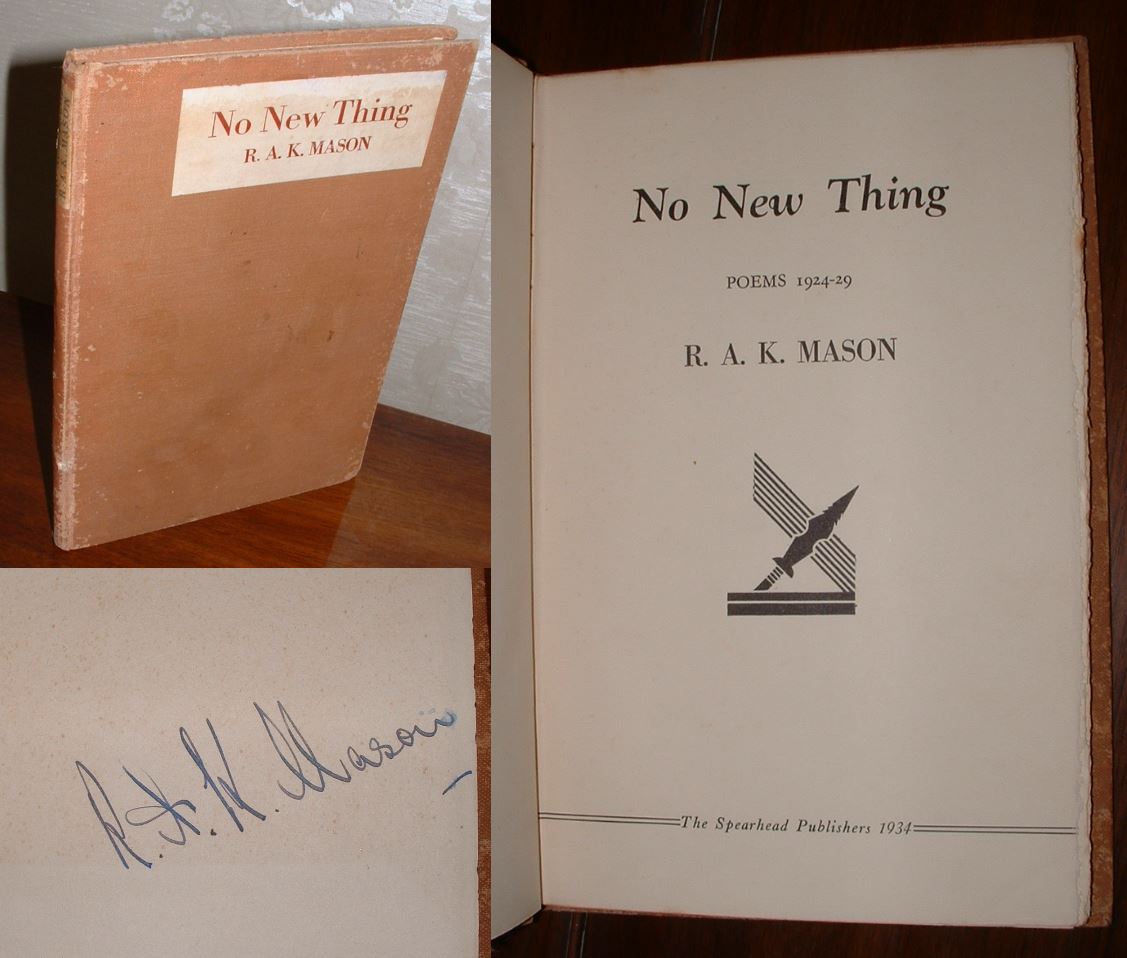 No New Thing
R. A. K. MASON
R. A. K. Mason
No New Thing
POEMS 1924-29
R. A. K. MASON
The Spearhead Publishers 1934